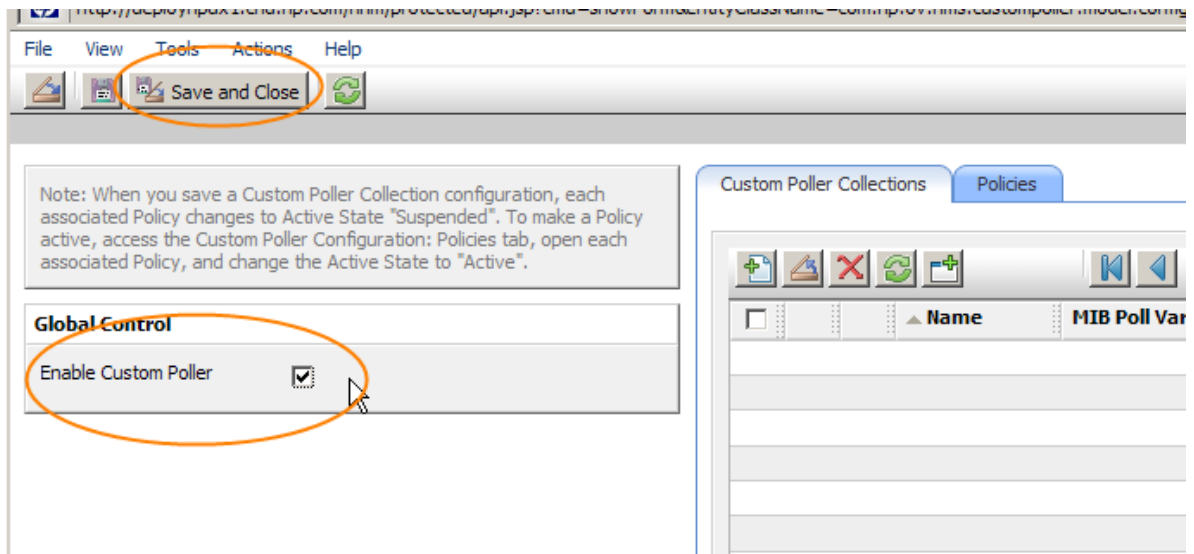 File View Tools Actions Help
Save and Close
Note: When you save a Custom Poller Collection configuration, each
associated Policy changes to Active State "Suspended". To make a Policy
active, access the Custom Poller Configuration: Policies tab, open each
associated Policy, and change the Active State to "Active".
Global Control
Enable Custom Poller
Custom Poller Collections Policies
Name MIB Poll Var